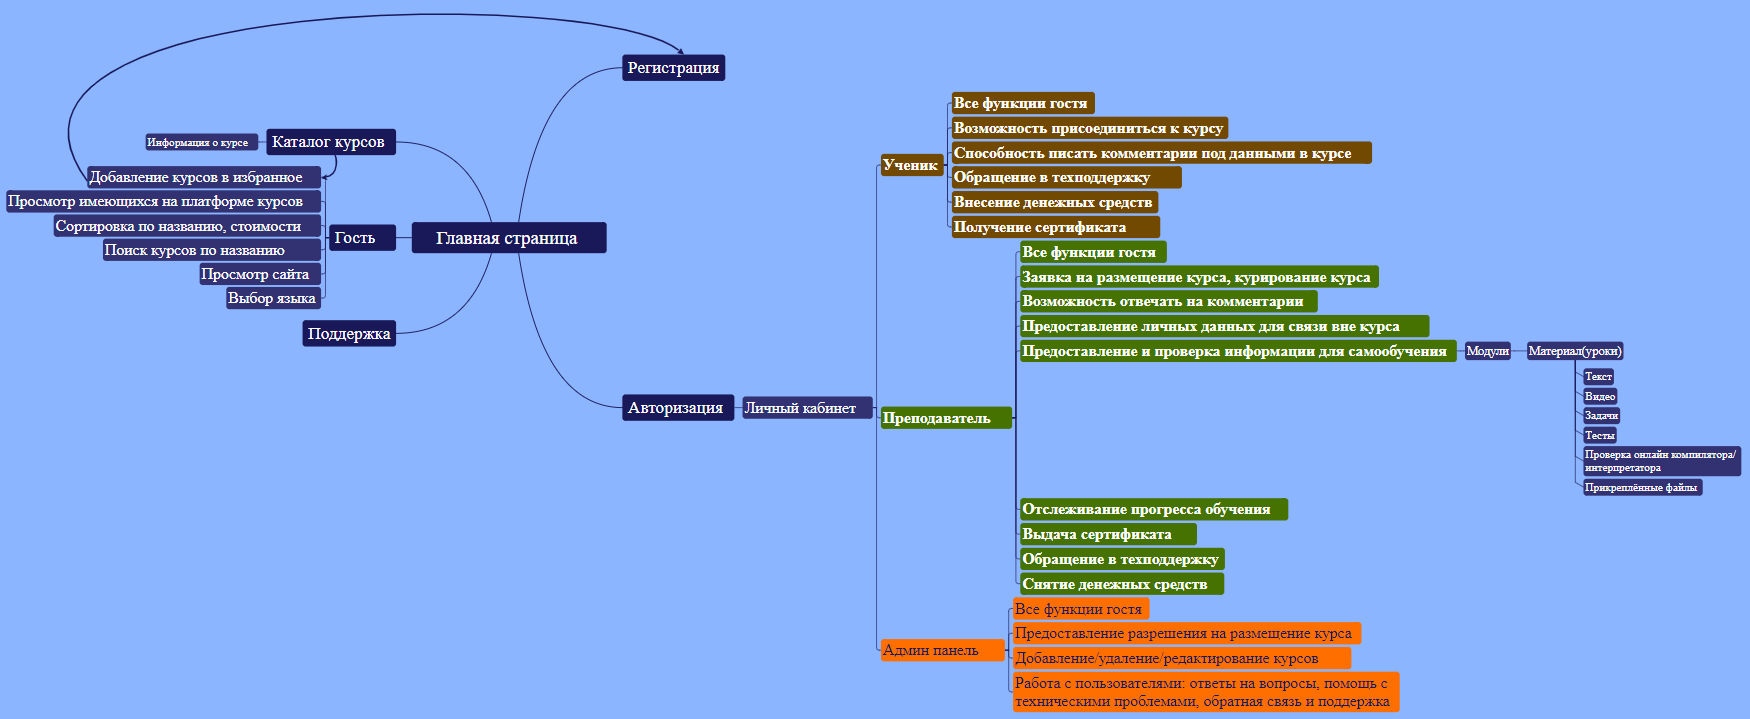 Регистрация
Каталог курсов
Информация о курсе
Добавление курсов в избранное
Просмотр имеющихся на платформе курсов
Сортировка по названию, стоимости
Поиск курсов по названию
Просмотр сайта
Выбор языка
Гость
Главная страница
Поддержка
Авторизация
Личный кабинет
Ученик
Все функции гостя
Возможность присоединиться к курсу
Способность писать комментарии под данными в курсе
Обращение в техподдержку
Внесение денежных средств
Получение сертификата
Преподаватель
Все функции гостя
Заявка на размещение курса, курирование курса
Возможность отвечать на комментарии
Предоставление личных данных для связи вне курса
Предоставление и проверка информации для самообучения
Модули
Материал(уроки)
Текст
Видео
Задачи
Тесты
Проверка онлайн компилятора/
интерпретатора
Прикреплённые файлы
Отслеживание прогресса обучения
Выдача сертификата
Обращение в техподдержку
Снятие денежных средств
Админ панель
Все функции гостя
Предоставление разрешения на размещение курса
Добавление/удаление/редактирование курсов
Работа с пользователями: ответы на вопросы, помощь с
техническими проблемами, обратная связь и поддержка